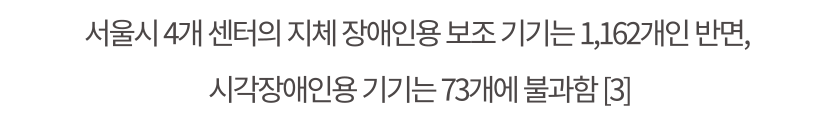 서울시 4개 센터의 지체 장애인용 보조 기기는 1,162개인 반면,
시각장애인용 기기는 73개에 불과함 [3]